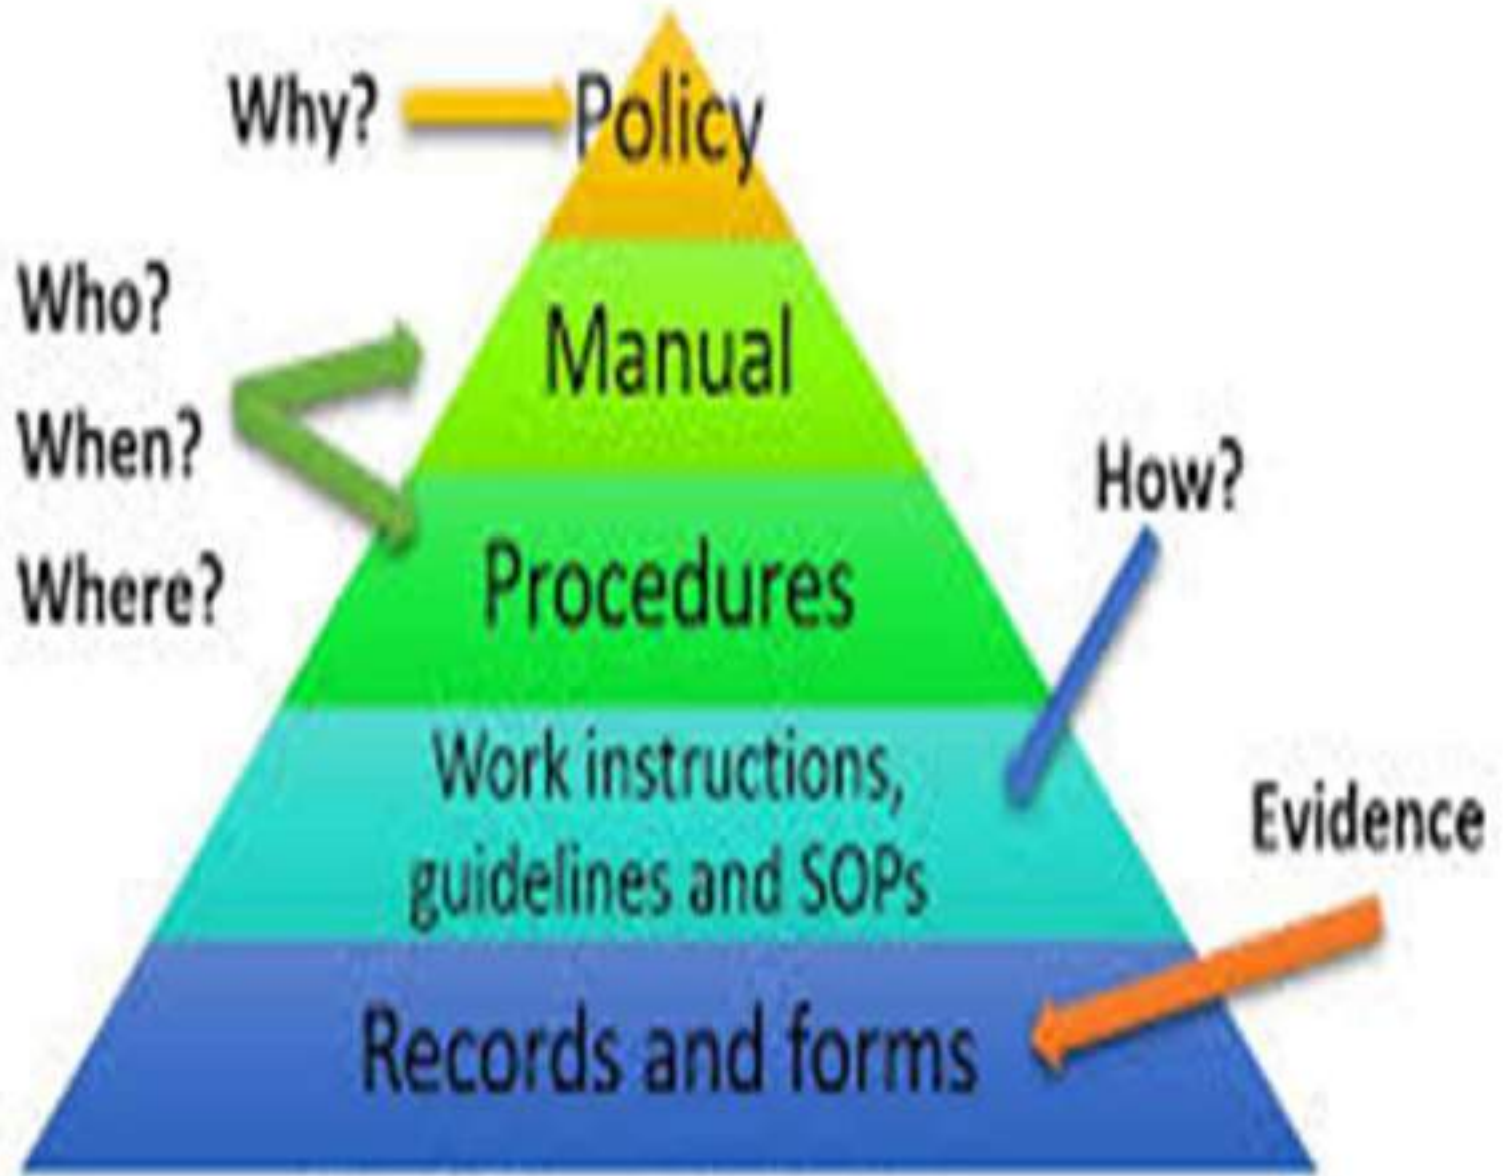 Why?
Policy
Who?
Manual
When?
How?
Where?
Procedures
Work instructions,
guidelines and SOPs
Evidence
Records and forms